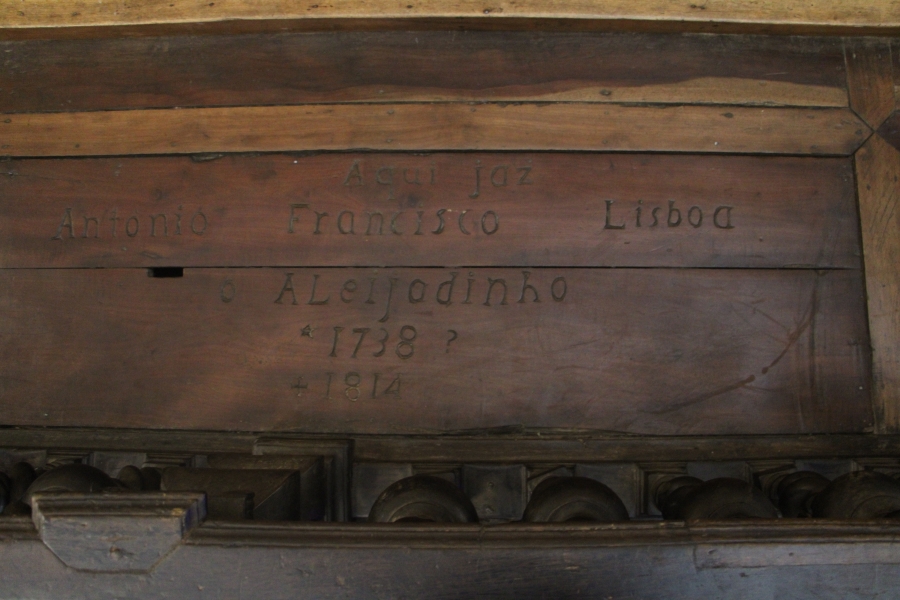 Aqui jaz
Antonio Francisco Lisboa
o ALeijadinho
* 1738 ?
+ 1814